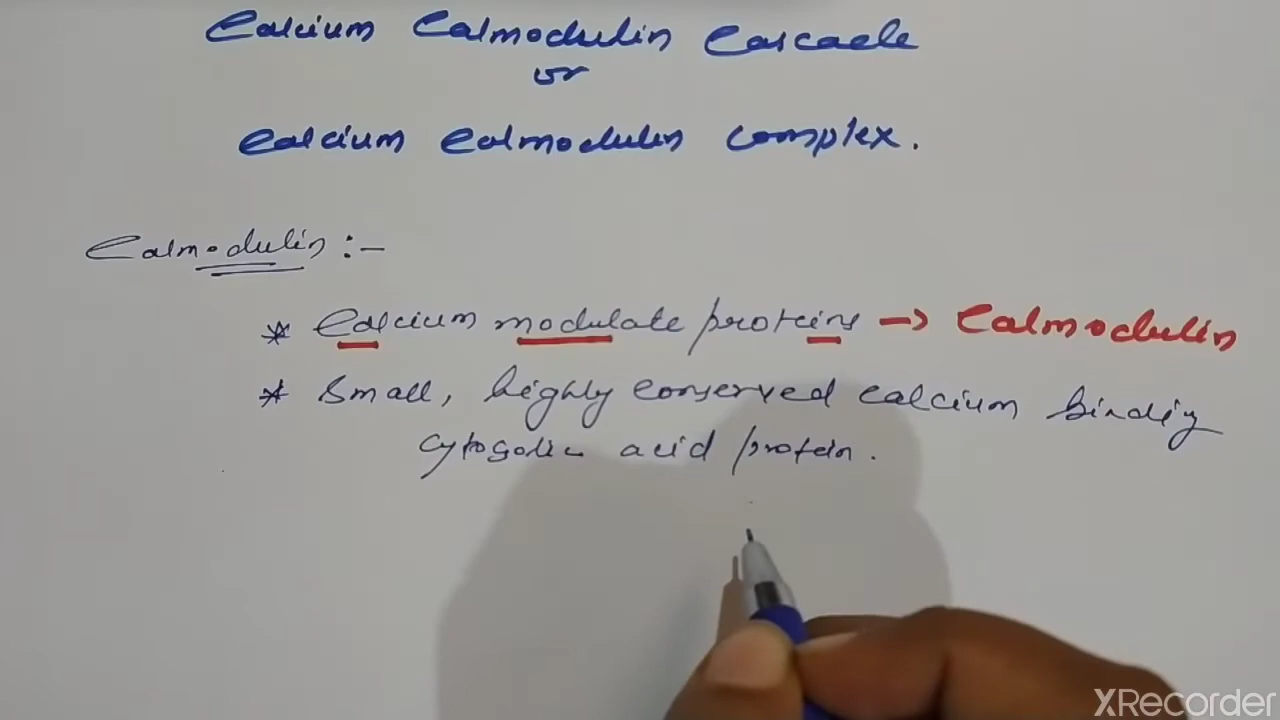 Calcium Calmodulin Cascade
or
Calcium Calmodulin complex.
Calmodulin :-
* Calcium modulate proteins -> Calmodulin
* Small, highly conserved calcium binding
cytosolic acid protein.
XRecorder